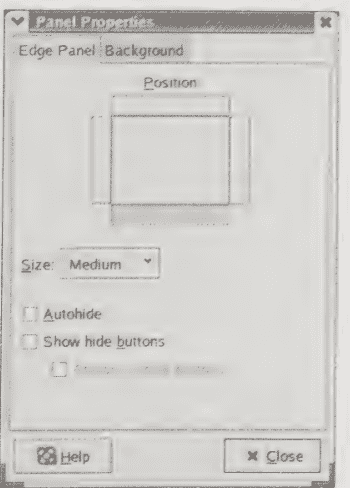 Panel Properties
Edge Panel Background
Position
Size: Medium
Autohide
Show hide buttons
Help Close